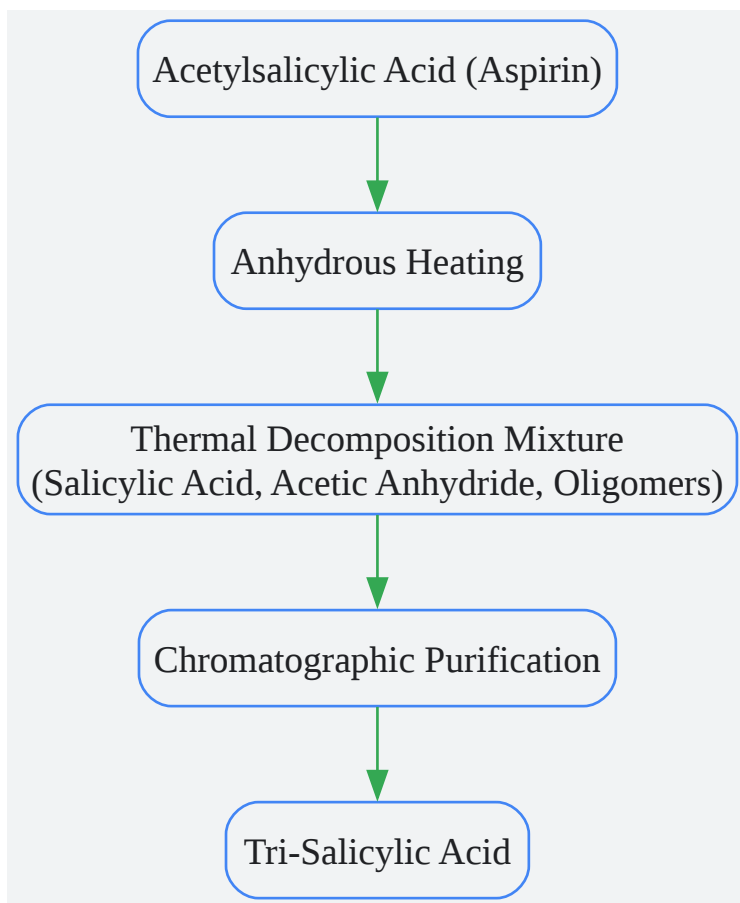 Acetylsalicylic Acid (Aspirin)
Anhydrous Heating
Thermal Decomposition Mixture
(Salicylic Acid, Acetic Anhydride, Oligomers)
Chromatographic Purification
Tri-Salicylic Acid